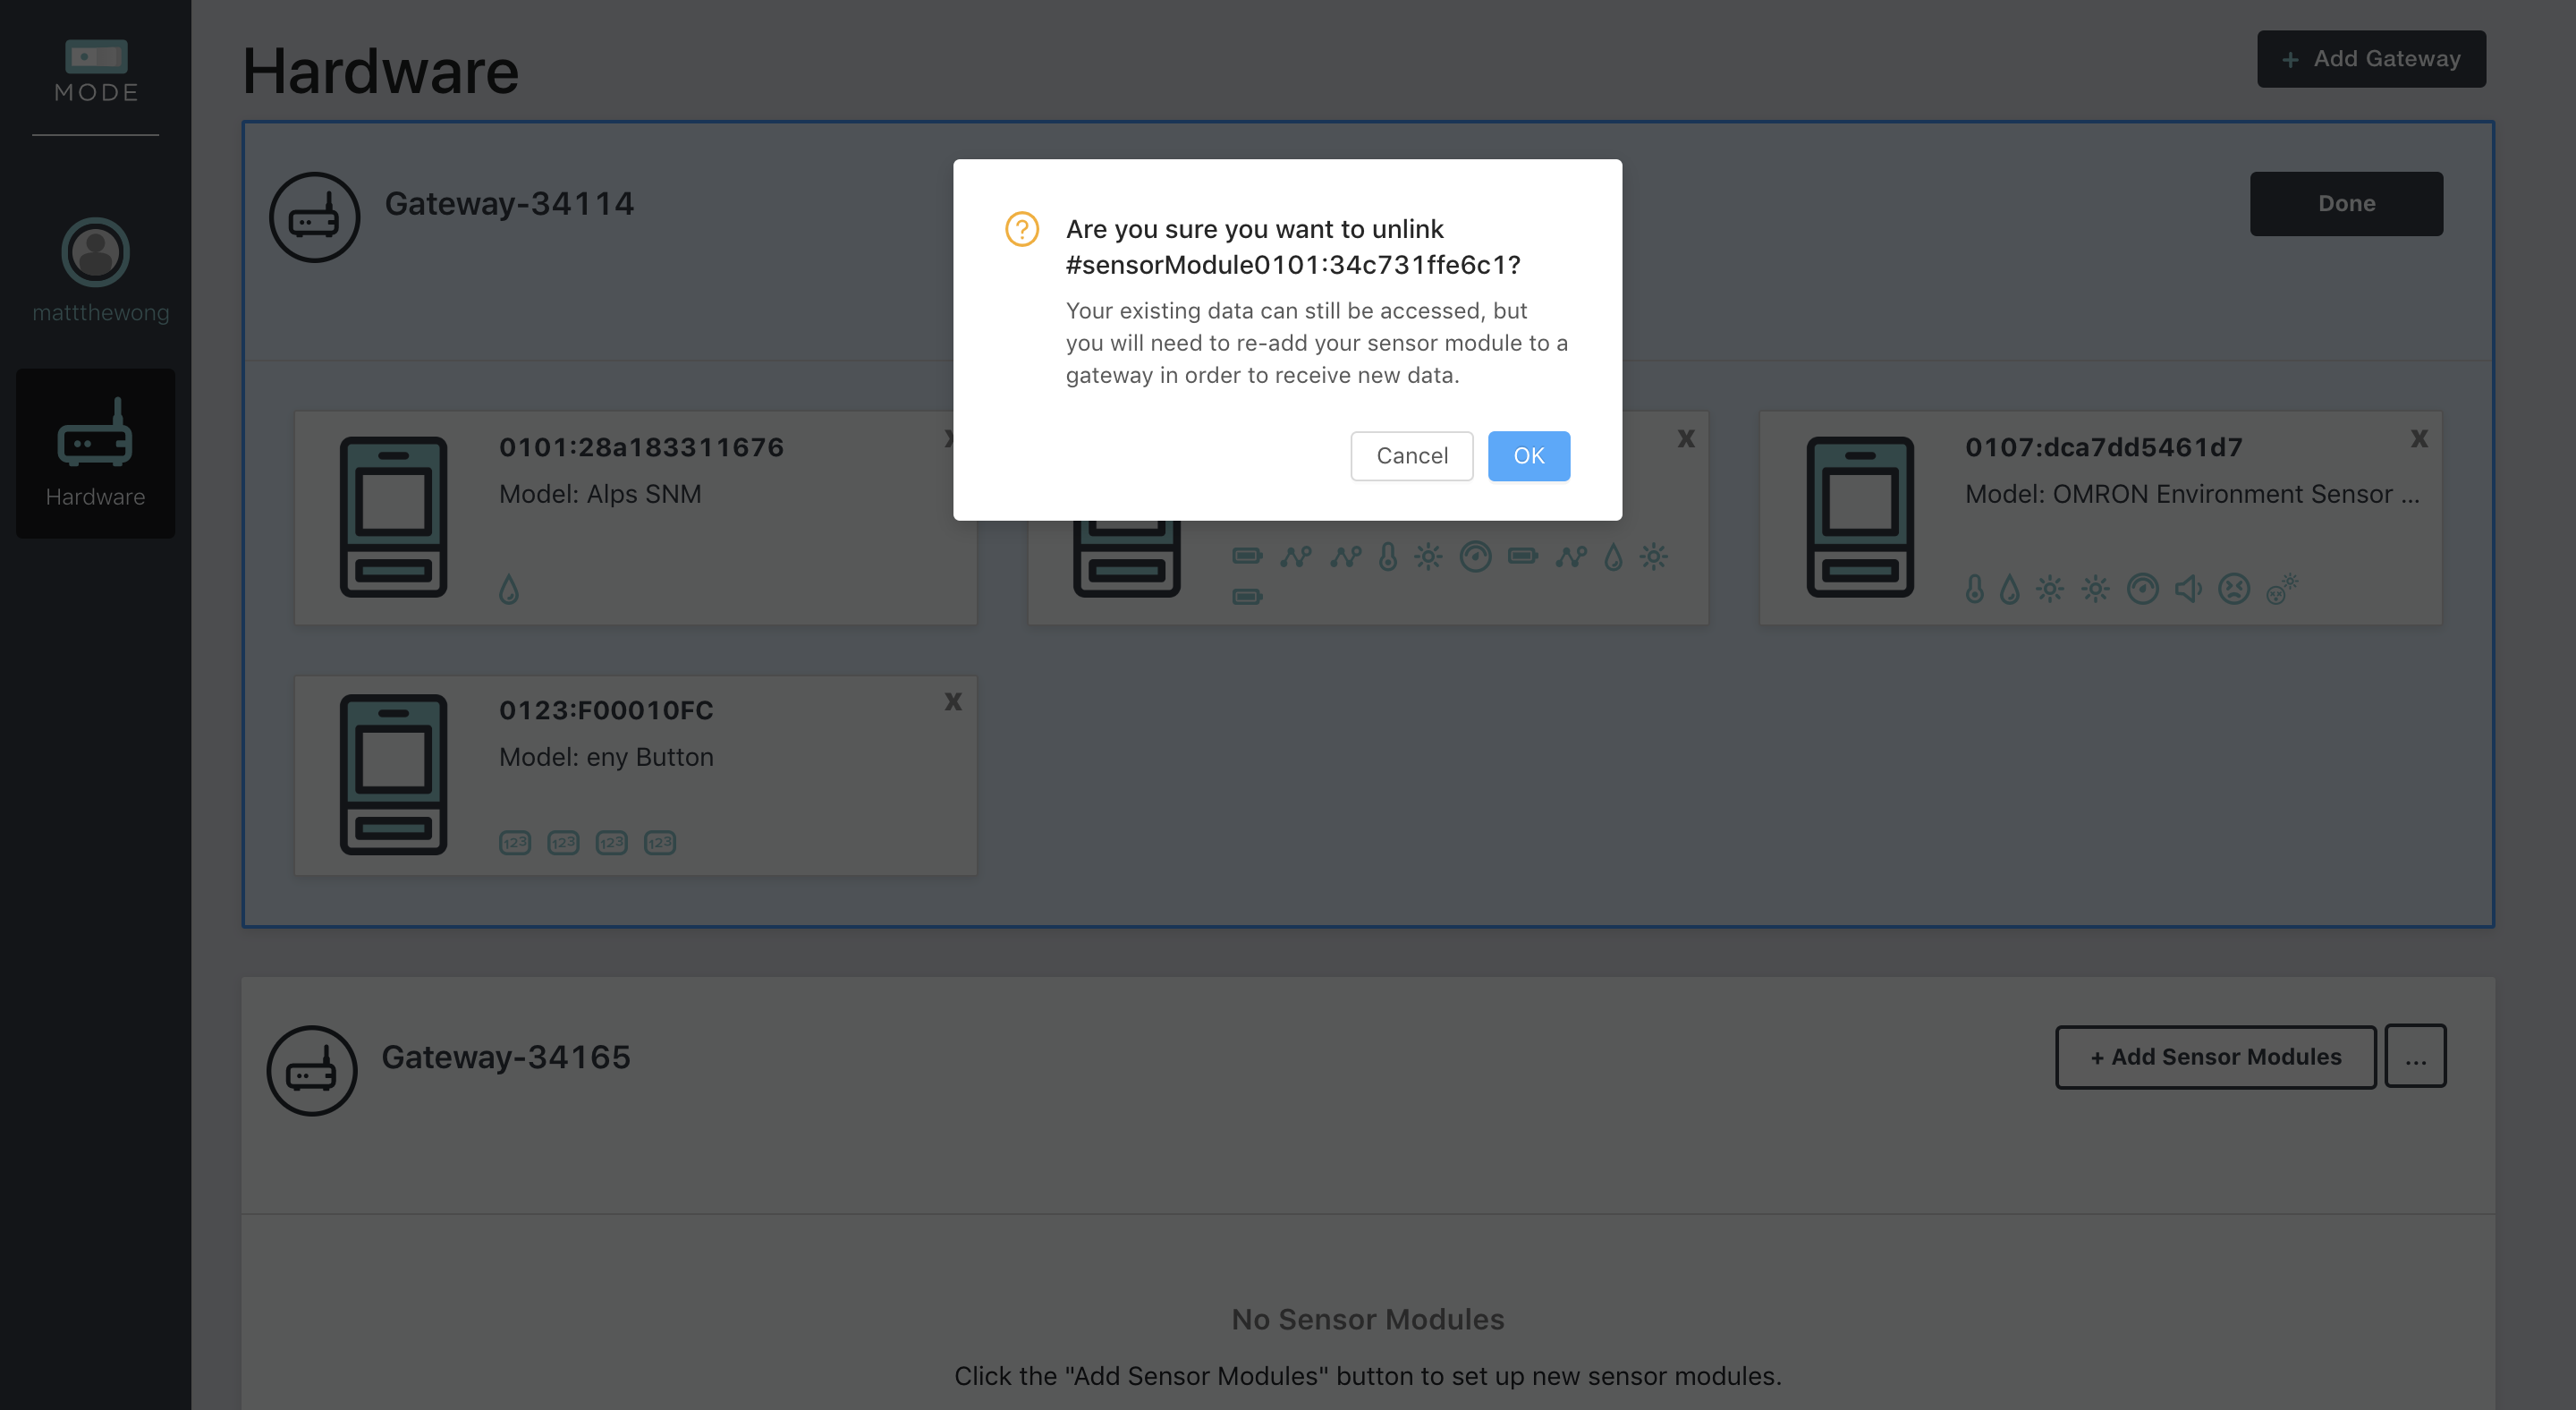 MODE
mattthewong
Hardware
Hardware
+ Add Gateway
Gateway-34114
Done
Are you sure you want to unlink
#sensorModule0101:34c731ffe6c1?
Your existing data can still be accessed, but
you will need to re-add your sensor module to a
gateway in order to receive new data.
Cancel
OK
0101:28a183311676
x
Model: Alps SNM
x
0107:dca7dd5461d7
x
Model: OMRON Environment Sensor ...
0123:F00010FC
x
Model: eny Button
123 123 123 123
Gateway-34165
+ Add Sensor Modules
...
No Sensor Modules
Click the "Add Sensor Modules" button to set up new sensor modules.